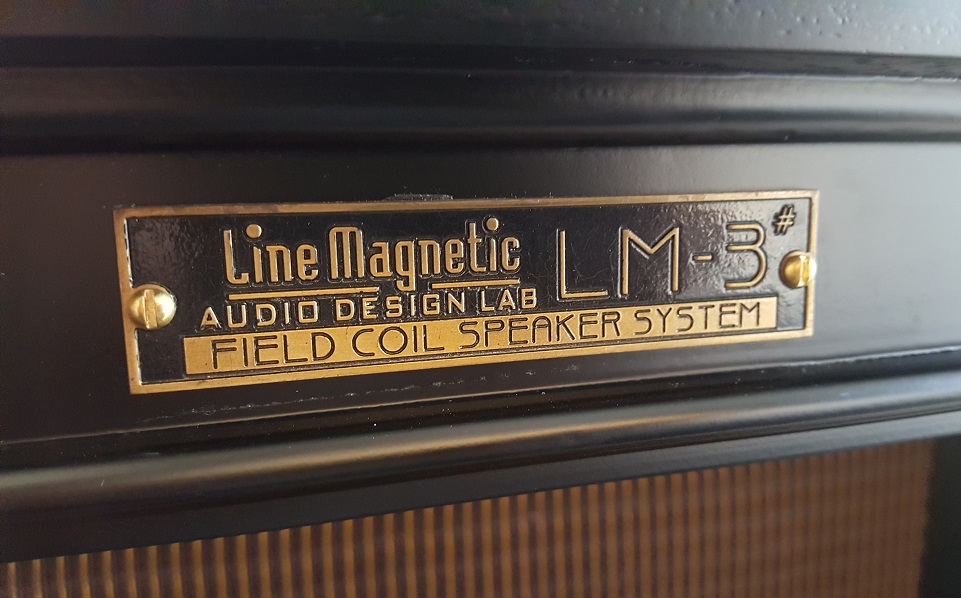 Line Magnetic LM-3#
AUDIO DESIGN LAB
FIELD COIL SPEAKER SYSTEM